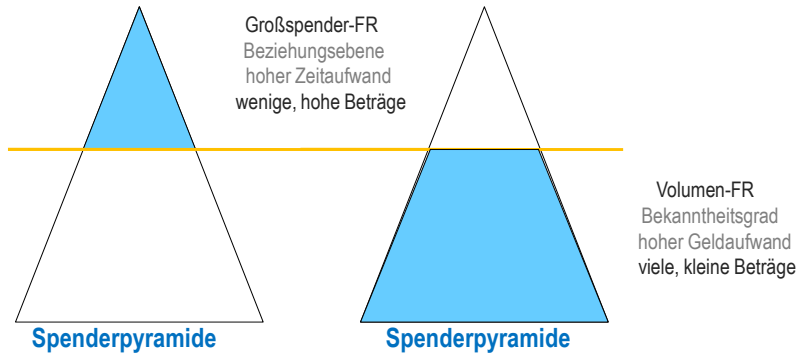 Großspender-FR
Beziehungsebene
hoher Zeitaufwand
wenige, hohe Beträge
Volumen-FR
Bekanntheitsgrad
hoher Geldaufwand
viele, kleine Beträge
Spenderpyramide
Spenderpyramide